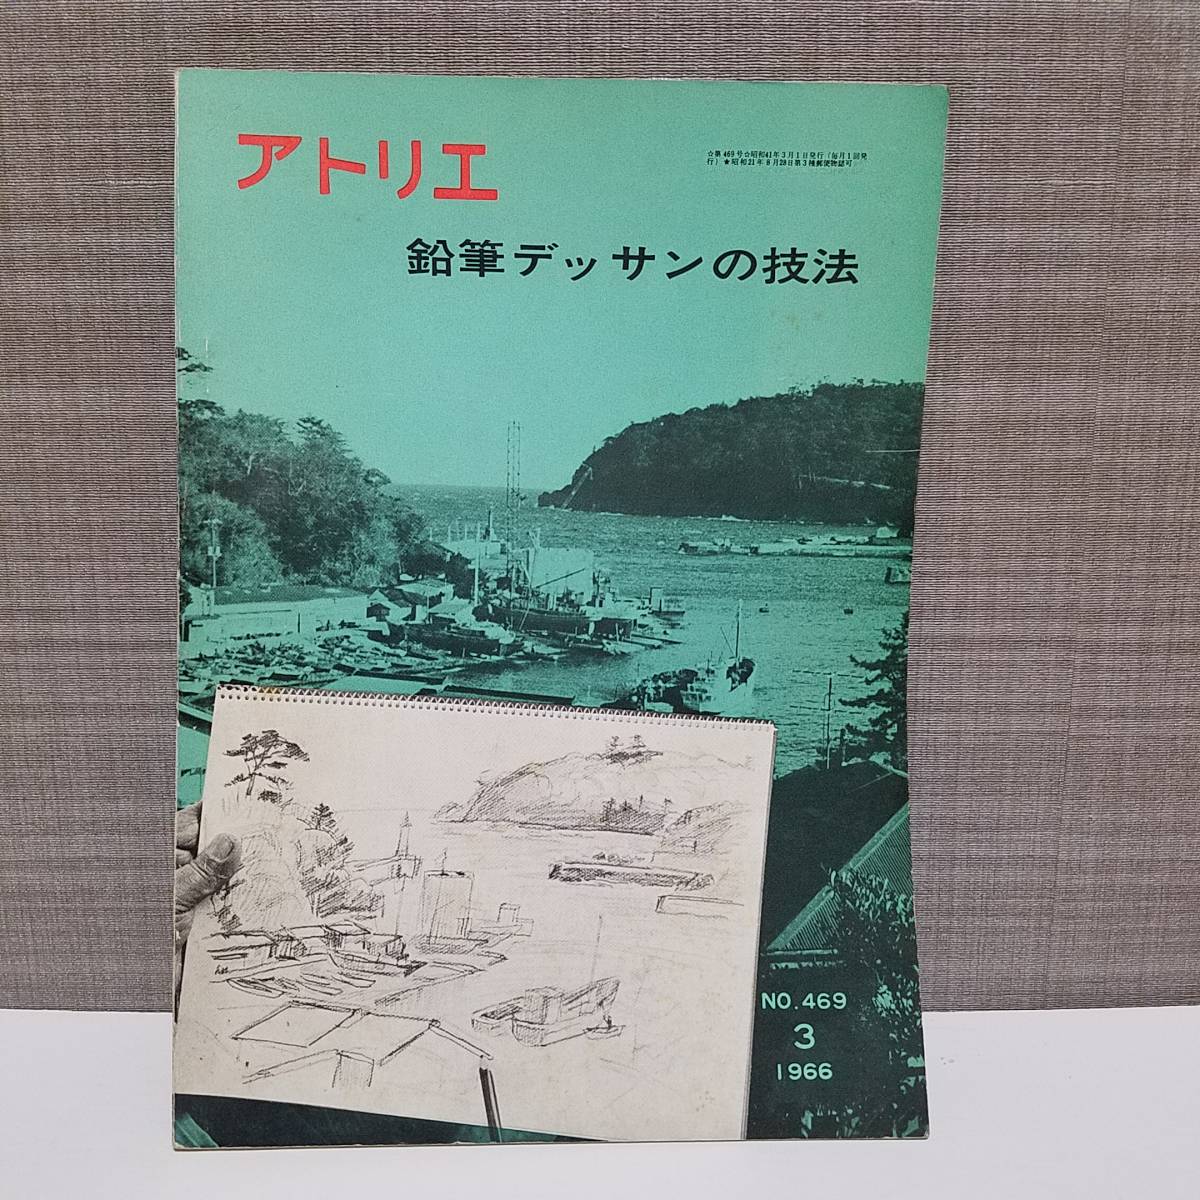 アトリエ
☆第469号☆昭和41年3月1日発行(毎月1回発
行)★昭和21年9月28日第3種郵便物認可
鉛筆デッサンの技法
NO.469
3
1966